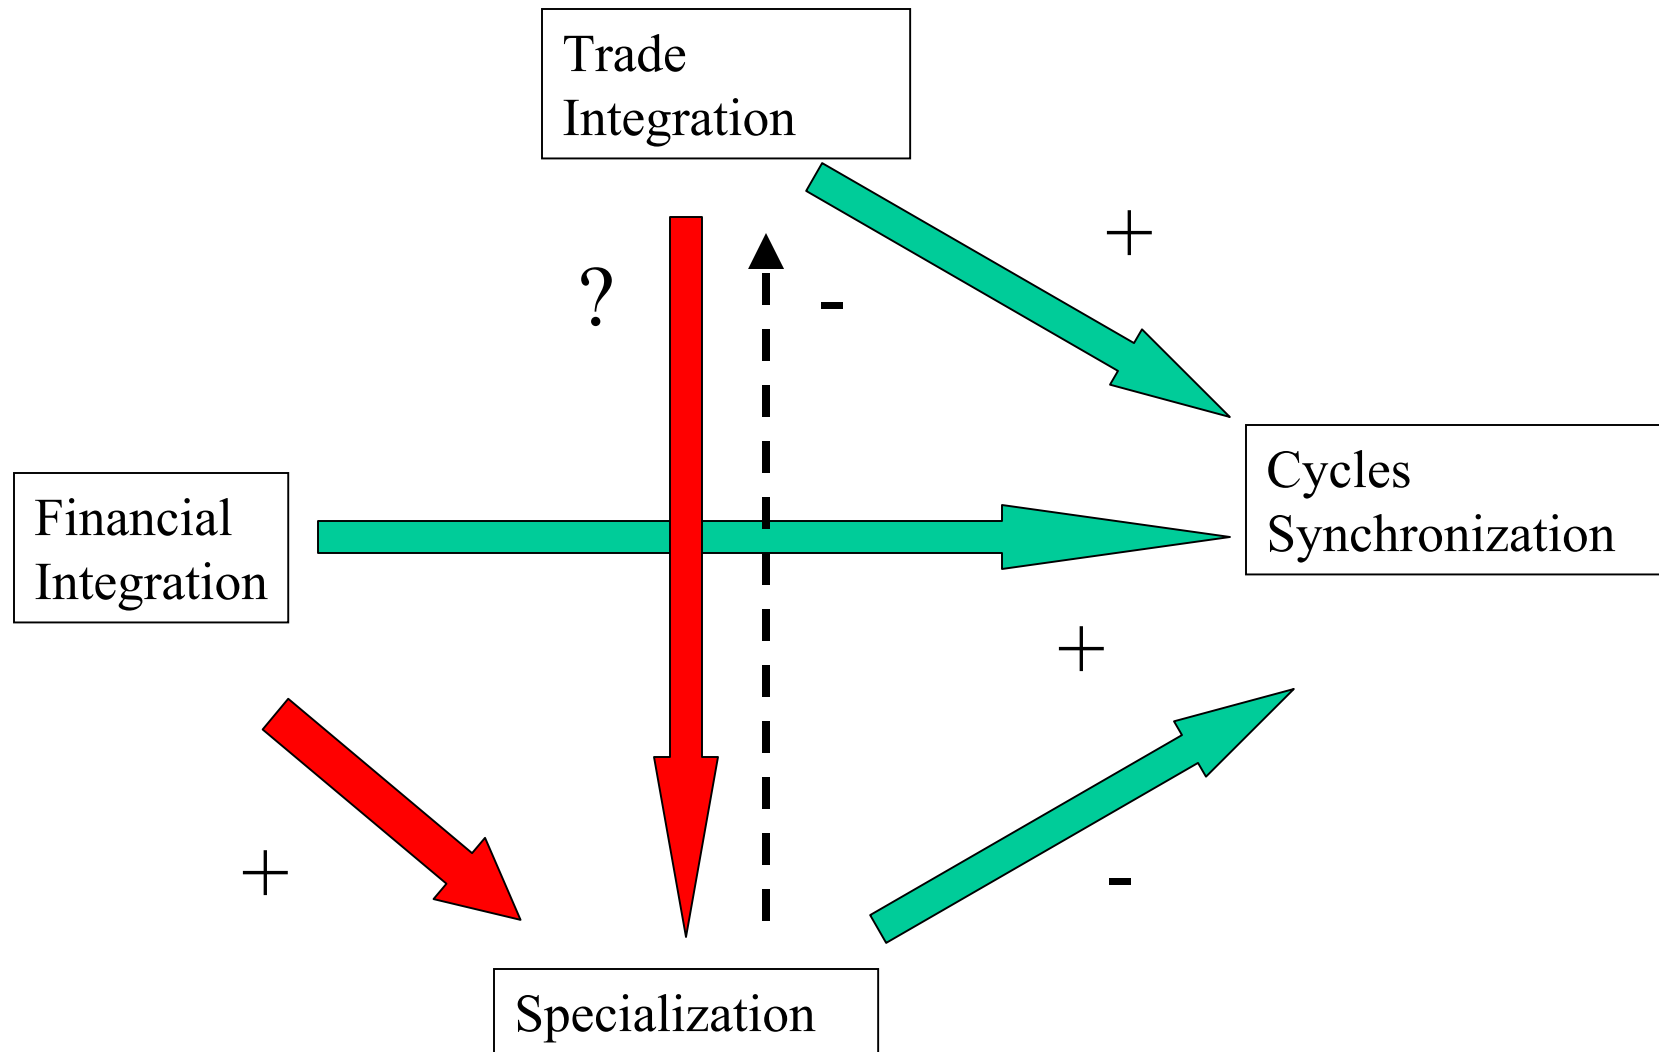 Trade
Integration
+
?
-
Financial
Integration
Cycles
Synchronization
+
+
-
Specialization